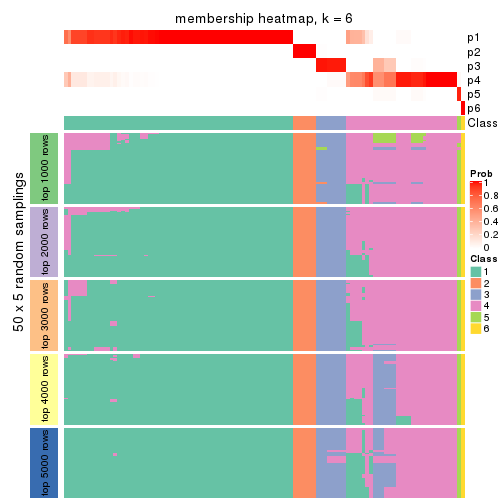 membership heatmap, k = 6
p1
p2
p3
p4
p5
p6
Class
50 x 5 random samplings
top 1000 rows
top 2000 rows
top 3000 rows
top 4000 rows
top 5000 rows
Prob
1
0.8
0.6
0.4
0.2
0
Class
1
2
3
4
5
6